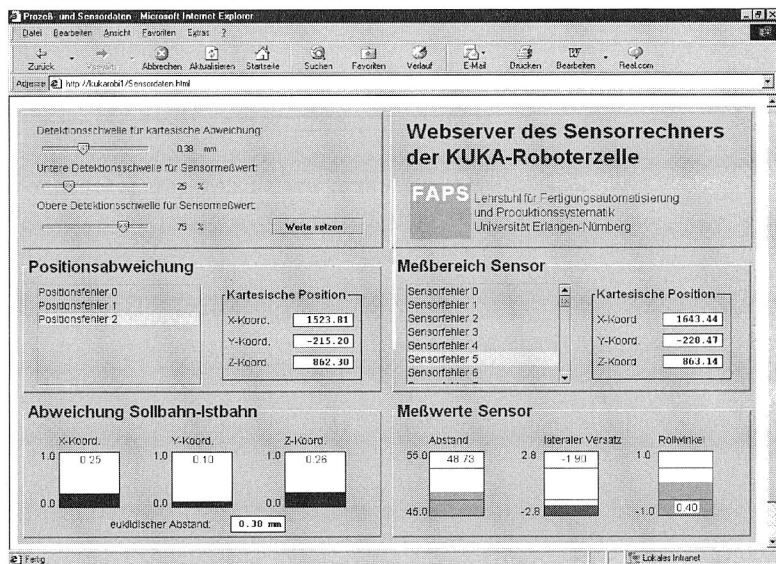 Prozeß- und Sensordaten - Microsoft Internet Explorer
Datei Bearbeiten Ansicht Favoriten Extras ?
Zurück Abbrechen Aktualisieren Startseite Suchen Favoriten Verlauf E-Mail Drucken Bearbeiten Real.com
Adresse http://kukarobi1/Sensordaten.html
Detektionsschwelle für kartesische Abweichung:
0.38 mm
Untere Detektionsschwelle für Sensormeßwert:
25 %
Obere Detektionsschwelle für Sensormeßwert:
75 %
Werte setzen
Webserver des Sensorrechners
der KUKA-Roboterzelle
FAPS
Lehrstuhl für Fertigungsautomatisierung
und Produktionssystematik
Universität Erlangen-Nürnberg
Positionsabweichung
Positionsfehler 0
Positionsfehler 1
Positionsfehler 2
Kartesische Position
X-Koord. 1523.81
Y-Koord. -215.20
Z-Koord. 862.30
Meßbereich Sensor
Sensorfehler 0
Sensorfehler 1
Sensorfehler 2
Sensorfehler 3
Sensorfehler 4
Sensorfehler 5
Sensorfehler 6
Kartesische Position
X-Koord. 1643.44
Y-Koord. -220.47
Z-Koord. 863.14
Abweichung Sollbahn-Istbahn
X-Koord. Y-Koord. Z-Koord.
1.0 0.25 1.0 0.10 1.0 0.26
0.0 0.0 0.0
euklidischer Abstand: 0.38 mm
Meßwerte Sensor
Abstand lateraler Versatz Rollwinkel
55.0 48.73 2.8 -1.90 1.0
45.0 -2.8 -1.0 0.40
Fertig Lokales Intranet